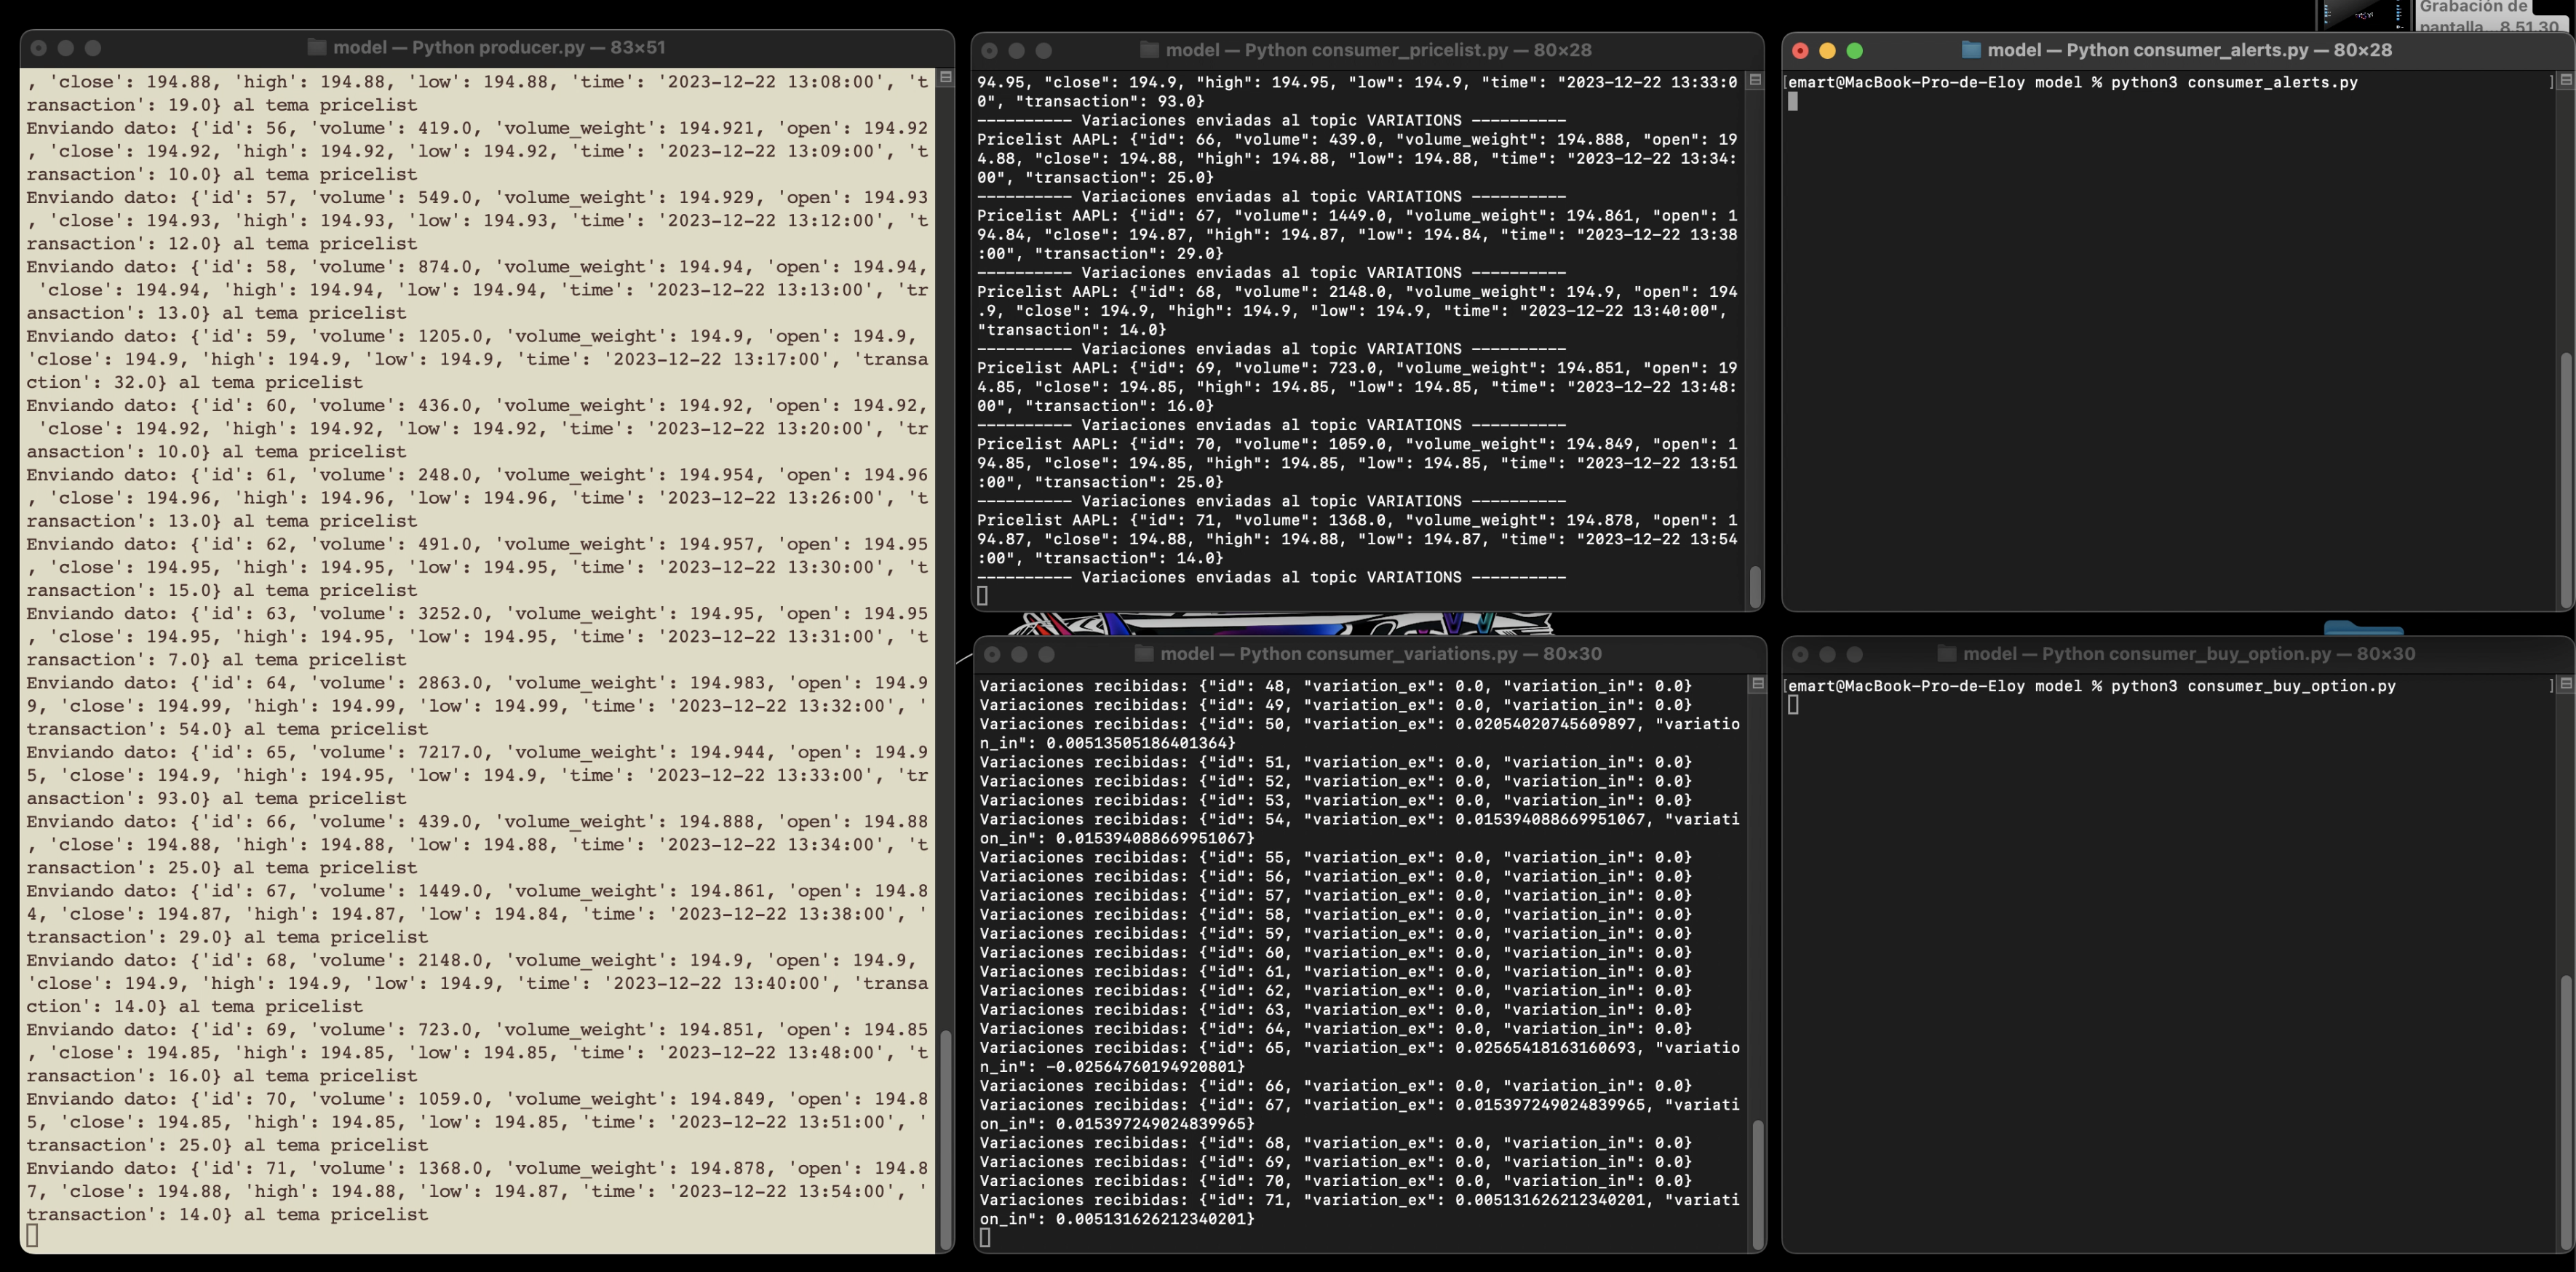 Grabación de
pantalla...8.51.30
model — Python producer.py — 83×51
, 'close': 194.88, 'high': 194.88, 'low': 194.88, 'time': '2023-12-22 13:08:00', 't
ransaction': 19.0} al tema pricelist
Enviando dato: {'id': 56, 'volume': 419.0, 'volume_weight': 194.921, 'open': 194.92
, 'close': 194.92, 'high': 194.92, 'low': 194.92, 'time': '2023-12-22 13:09:00', 't
ransaction': 10.0} al tema pricelist
Enviando dato: {'id': 57, 'volume': 549.0, 'volume_weight': 194.929, 'open': 194.93
, 'close': 194.93, 'high': 194.93, 'low': 194.93, 'time': '2023-12-22 13:12:00', 't
ransaction': 12.0} al tema pricelist
Enviando dato: {'id': 58, 'volume': 874.0, 'volume_weight': 194.94, 'open': 194.94,
 'close': 194.94, 'high': 194.94, 'low': 194.94, 'time': '2023-12-22 13:13:00', 'tr
ansaction': 13.0} al tema pricelist
Enviando dato: {'id': 59, 'volume': 1205.0, 'volume_weight': 194.9, 'open': 194.9,
'close': 194.9, 'high': 194.9, 'low': 194.9, 'time': '2023-12-22 13:17:00', 'transa
ction': 32.0} al tema pricelist
Enviando dato: {'id': 60, 'volume': 436.0, 'volume_weight': 194.92, 'open': 194.92,
 'close': 194.92, 'high': 194.92, 'low': 194.92, 'time': '2023-12-22 13:20:00', 'tr
ansaction': 10.0} al tema pricelist
Enviando dato: {'id': 61, 'volume': 248.0, 'volume_weight': 194.954, 'open': 194.96
, 'close': 194.96, 'high': 194.96, 'low': 194.96, 'time': '2023-12-22 13:26:00', 't
ransaction': 13.0} al tema pricelist
Enviando dato: {'id': 62, 'volume': 491.0, 'volume_weight': 194.957, 'open': 194.95
, 'close': 194.95, 'high': 194.95, 'low': 194.95, 'time': '2023-12-22 13:30:00', 't
ransaction': 15.0} al tema pricelist
Enviando dato: {'id': 63, 'volume': 3252.0, 'volume_weight': 194.95, 'open': 194.95
, 'close': 194.95, 'high': 194.95, 'low': 194.95, 'time': '2023-12-22 13:31:00', 't
ransaction': 7.0} al tema pricelist
Enviando dato: {'id': 64, 'volume': 2863.0, 'volume_weight': 194.983, 'open': 194.9
9, 'close': 194.99, 'high': 194.99, 'low': 194.99, 'time': '2023-12-22 13:32:00', '
transaction': 54.0} al tema pricelist
Enviando dato: {'id': 65, 'volume': 7217.0, 'volume_weight': 194.944, 'open': 194.9
5, 'close': 194.9, 'high': 194.95, 'low': 194.9, 'time': '2023-12-22 13:33:00', 'tr
ansaction': 93.0} al tema pricelist
Enviando dato: {'id': 66, 'volume': 439.0, 'volume_weight': 194.888, 'open': 194.88
, 'close': 194.88, 'high': 194.88, 'low': 194.88, 'time': '2023-12-22 13:34:00', 't
ransaction': 25.0} al tema pricelist
Enviando dato: {'id': 67, 'volume': 1449.0, 'volume_weight': 194.861, 'open': 194.8
4, 'close': 194.87, 'high': 194.87, 'low': 194.84, 'time': '2023-12-22 13:38:00', '
transaction': 29.0} al tema pricelist
Enviando dato: {'id': 68, 'volume': 2148.0, 'volume_weight': 194.9, 'open': 194.9,
'close': 194.9, 'high': 194.9, 'low': 194.9, 'time': '2023-12-22 13:40:00', 'transa
ction': 14.0} al tema pricelist
Enviando dato: {'id': 69, 'volume': 723.0, 'volume_weight': 194.851, 'open': 194.85
, 'close': 194.85, 'high': 194.85, 'low': 194.85, 'time': '2023-12-22 13:48:00', 't
ransaction': 16.0} al tema pricelist
Enviando dato: {'id': 70, 'volume': 1059.0, 'volume_weight': 194.849, 'open': 194.8
5, 'close': 194.85, 'high': 194.85, 'low': 194.85, 'time': '2023-12-22 13:51:00', '
transaction': 25.0} al tema pricelist
Enviando dato: {'id': 71, 'volume': 1368.0, 'volume_weight': 194.878, 'open': 194.8
7, 'close': 194.88, 'high': 194.88, 'low': 194.87, 'time': '2023-12-22 13:54:00', '
transaction': 14.0} al tema pricelist
model — Python consumer_pricelist.py — 80×28
94.95, "close": 194.9, "high": 194.95, "low": 194.9, "time": "2023-12-22 13:33:0
0", "transaction": 93.0}
---------- Variaciones enviadas al topic VARIATIONS ----------
Pricelist AAPL: {"id": 66, "volume": 439.0, "volume_weight": 194.888, "open": 19
4.88, "close": 194.88, "high": 194.88, "low": 194.88, "time": "2023-12-22 13:34:
00", "transaction": 25.0}
---------- Variaciones enviadas al topic VARIATIONS ----------
Pricelist AAPL: {"id": 67, "volume": 1449.0, "volume_weight": 194.861, "open": 1
94.84, "close": 194.87, "high": 194.87, "low": 194.84, "time": "2023-12-22 13:38
:00", "transaction": 29.0}
---------- Variaciones enviadas al topic VARIATIONS ----------
Pricelist AAPL: {"id": 68, "volume": 2148.0, "volume_weight": 194.9, "open": 194
.9, "close": 194.9, "high": 194.9, "low": 194.9, "time": "2023-12-22 13:40:00",
"transaction": 14.0}
---------- Variaciones enviadas al topic VARIATIONS ----------
Pricelist AAPL: {"id": 69, "volume": 723.0, "volume_weight": 194.851, "open": 19
4.85, "close": 194.85, "high": 194.85, "low": 194.85, "time": "2023-12-22 13:48:
00", "transaction": 16.0}
---------- Variaciones enviadas al topic VARIATIONS ----------
Pricelist AAPL: {"id": 70, "volume": 1059.0, "volume_weight": 194.849, "open": 1
94.85, "close": 194.85, "high": 194.85, "low": 194.85, "time": "2023-12-22 13:51
:00", "transaction": 25.0}
---------- Variaciones enviadas al topic VARIATIONS ----------
Pricelist AAPL: {"id": 71, "volume": 1368.0, "volume_weight": 194.878, "open": 1
94.87, "close": 194.88, "high": 194.88, "low": 194.87, "time": "2023-12-22 13:54
:00", "transaction": 14.0}
---------- Variaciones enviadas al topic VARIATIONS ----------
model — Python consumer_alerts.py — 80×28
[emart@MacBook-Pro-de-Eloy model % python3 consumer_alerts.py ]
model — Python consumer_variations.py — 80×30
Variaciones recibidas: {"id": 48, "variation_ex": 0.0, "variation_in": 0.0}
Variaciones recibidas: {"id": 49, "variation_ex": 0.0, "variation_in": 0.0}
Variaciones recibidas: {"id": 50, "variation_ex": 0.02054020745609897, "variatio
n_in": 0.00513505186401364}
Variaciones recibidas: {"id": 51, "variation_ex": 0.0, "variation_in": 0.0}
Variaciones recibidas: {"id": 52, "variation_ex": 0.0, "variation_in": 0.0}
Variaciones recibidas: {"id": 53, "variation_ex": 0.0, "variation_in": 0.0}
Variaciones recibidas: {"id": 54, "variation_ex": 0.015394088669951067, "variati
on_in": 0.015394088669951067}
Variaciones recibidas: {"id": 55, "variation_ex": 0.0, "variation_in": 0.0}
Variaciones recibidas: {"id": 56, "variation_ex": 0.0, "variation_in": 0.0}
Variaciones recibidas: {"id": 57, "variation_ex": 0.0, "variation_in": 0.0}
Variaciones recibidas: {"id": 58, "variation_ex": 0.0, "variation_in": 0.0}
Variaciones recibidas: {"id": 59, "variation_ex": 0.0, "variation_in": 0.0}
Variaciones recibidas: {"id": 60, "variation_ex": 0.0, "variation_in": 0.0}
Variaciones recibidas: {"id": 61, "variation_ex": 0.0, "variation_in": 0.0}
Variaciones recibidas: {"id": 62, "variation_ex": 0.0, "variation_in": 0.0}
Variaciones recibidas: {"id": 63, "variation_ex": 0.0, "variation_in": 0.0}
Variaciones recibidas: {"id": 64, "variation_ex": 0.0, "variation_in": 0.0}
Variaciones recibidas: {"id": 65, "variation_ex": 0.02565418163160693, "variatio
n_in": -0.02564760194920801}
Variaciones recibidas: {"id": 66, "variation_ex": 0.0, "variation_in": 0.0}
Variaciones recibidas: {"id": 67, "variation_ex": 0.015397249024839965, "variati
on_in": 0.015397249024839965}
Variaciones recibidas: {"id": 68, "variation_ex": 0.0, "variation_in": 0.0}
Variaciones recibidas: {"id": 69, "variation_ex": 0.0, "variation_in": 0.0}
Variaciones recibidas: {"id": 70, "variation_ex": 0.0, "variation_in": 0.0}
Variaciones recibidas: {"id": 71, "variation_ex": 0.005131626212340201, "variati
on_in": 0.005131626212340201}
model — Python consumer_buy_option.py — 80×30
[emart@MacBook-Pro-de-Eloy model % python3 consumer_buy_option.py ]